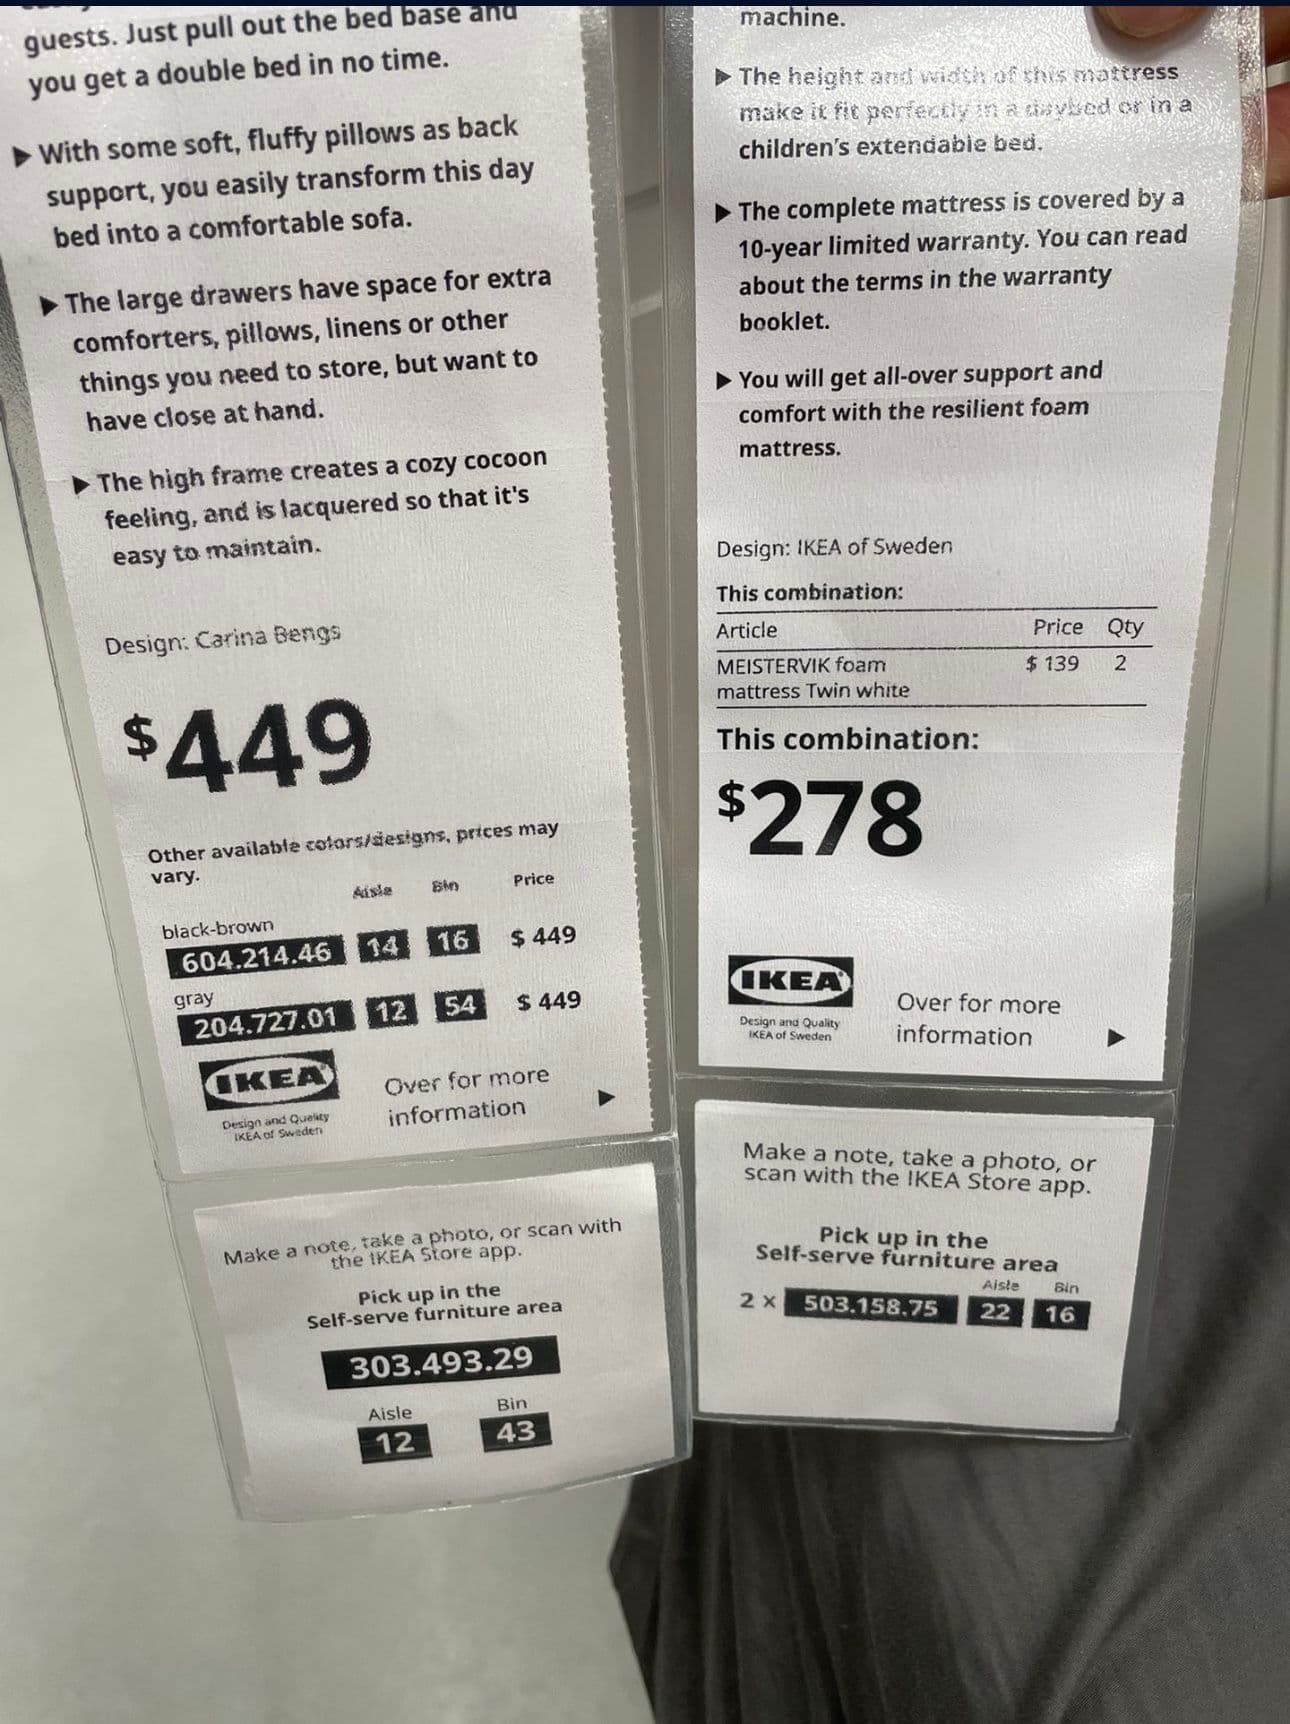 guests. Just pull out the bed base and
you get a double bed in no time.
▶ With some soft, fluffy pillows as back
support, you easily transform this day
bed into a comfortable sofa.
▶ The large drawers have space for extra
comforters, pillows, linens or other
things you need to store, but want to
have close at hand.
▶ The high frame creates a cozy cocoon
feeling, and is lacquered so that it's
easy to maintain.
Design: Carina Bengs
$449
Other available colors/designs, prices may
vary.
Aisle Bin Price
black-brown
604.214.46 14 16 $ 449
gray
204.727.01 12 54 $ 449
IKEA
Design and Quality
IKEA of Sweden
Over for more
information ▶
Make a note, take a photo, or scan with
the IKEA Store app.
Pick up in the
Self-serve furniture area
303.493.29
Aisle Bin
12 43
machine.
▶ The height and width of this mattress
make it fit perfectly in a daybed or in a
children's extendable bed.
▶ The complete mattress is covered by a
10-year limited warranty. You can read
about the terms in the warranty
booklet.
▶ You will get all-over support and
comfort with the resilient foam
mattress.
Design: IKEA of Sweden
This combination:
Article Price Qty
MEISTERVIK foam $ 139 2
mattress Twin white
This combination:
$278
IKEA
Design and Quality
IKEA of Sweden
Over for more
information ▶
Make a note, take a photo, or
scan with the IKEA Store app.
Pick up in the
Self-serve furniture area
Aisle Bin
2 x 503.158.75 22 16